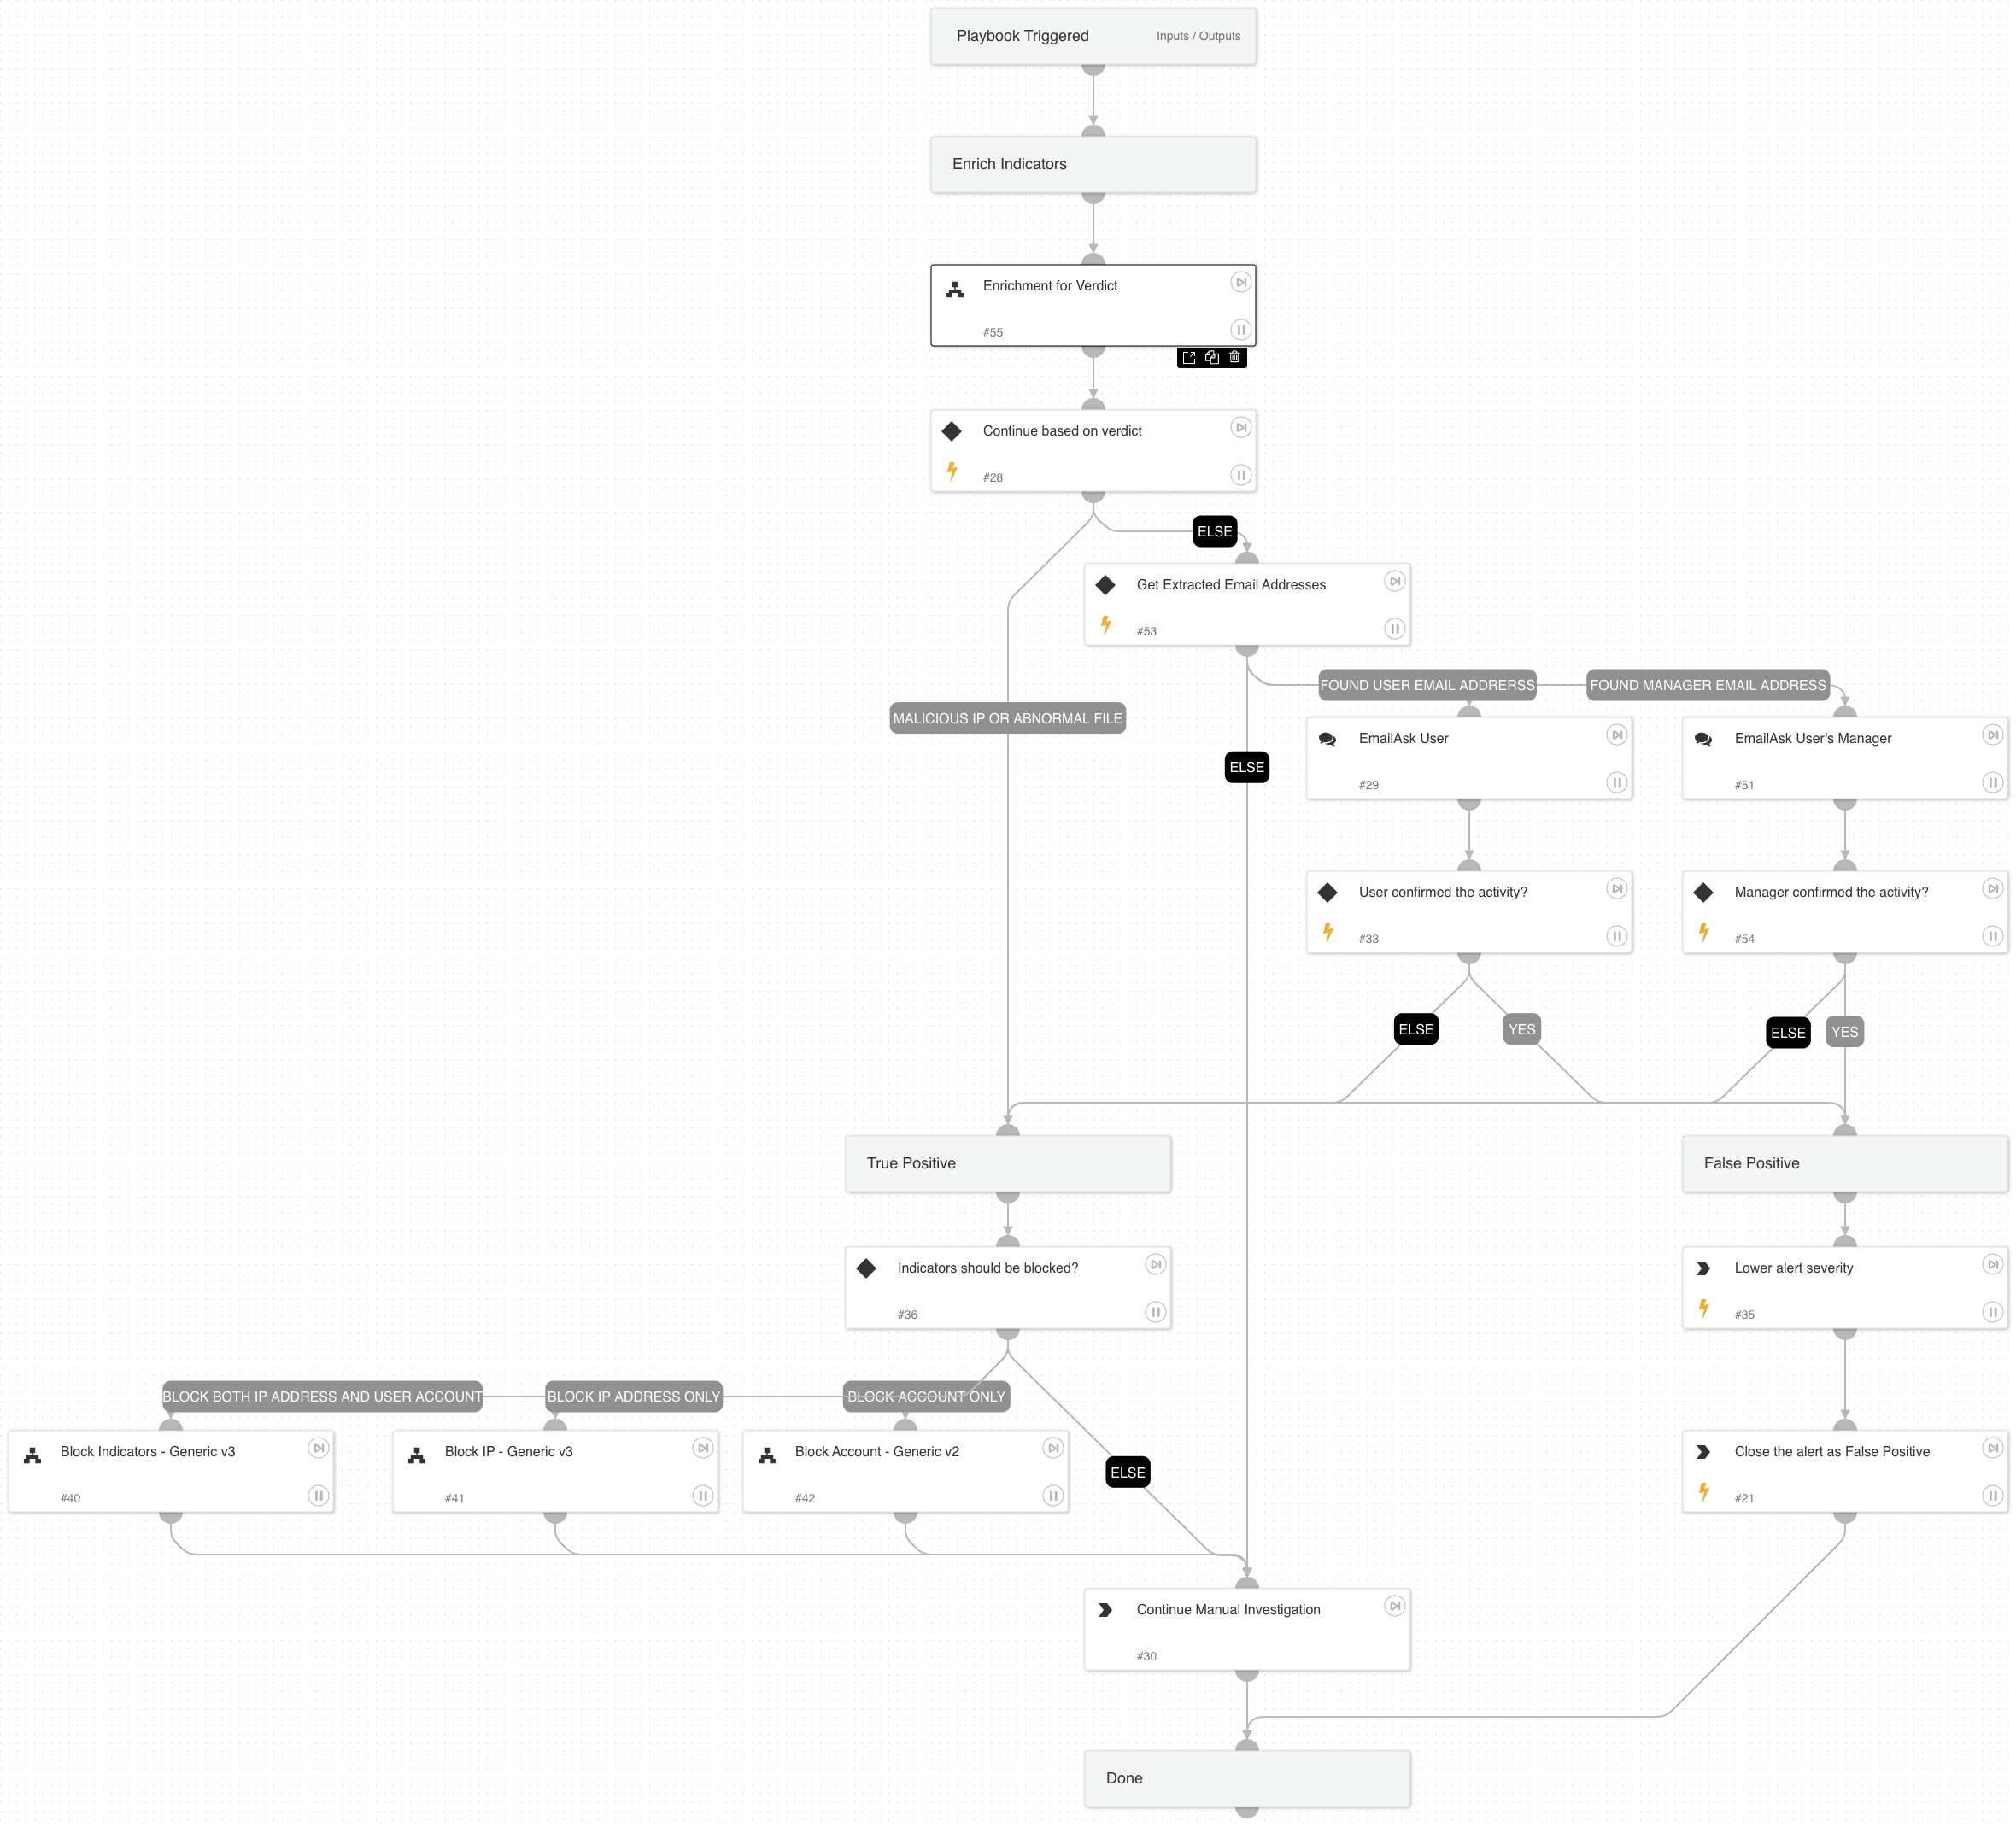 Playbook Triggered
Inputs / Outputs
Enrich Indicators
Enrichment for Verdict
#55
Continue based on verdict
#28
ELSE
Get Extracted Email Addresses
#53
FOUND USER EMAIL ADDRERSS
FOUND MANAGER EMAIL ADDRESS
MALICIOUS IP OR ABNORMAL FILE
ELSE
EmailAsk User
#29
EmailAsk User's Manager
#51
User confirmed the activity?
#33
Manager confirmed the activity?
#54
ELSE
YES
ELSE
YES
True Positive
False Positive
Indicators should be blocked?
#36
Lower alert severity
#35
BLOCK BOTH IP ADDRESS AND USER ACCOUNT
BLOCK IP ADDRESS ONLY
BLOCK ACCOUNT ONLY
Block Indicators - Generic v3
#40
Block IP - Generic v3
#41
Block Account - Generic v2
#42
ELSE
Close the alert as False Positive
#21
Continue Manual Investigation
#30
Done